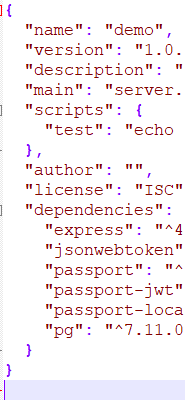 {
"name": "demo",
"version": "1.0.
"description": "
"main": "server.
"scripts": {
"test": "echo
},
"author": "",
"license": "ISC"
"dependencies":
"express": "^4
"jsonwebtoken"
"passport": "^
"passport-jwt"
"passport-loca
"pg": "^7.11.0
}
}